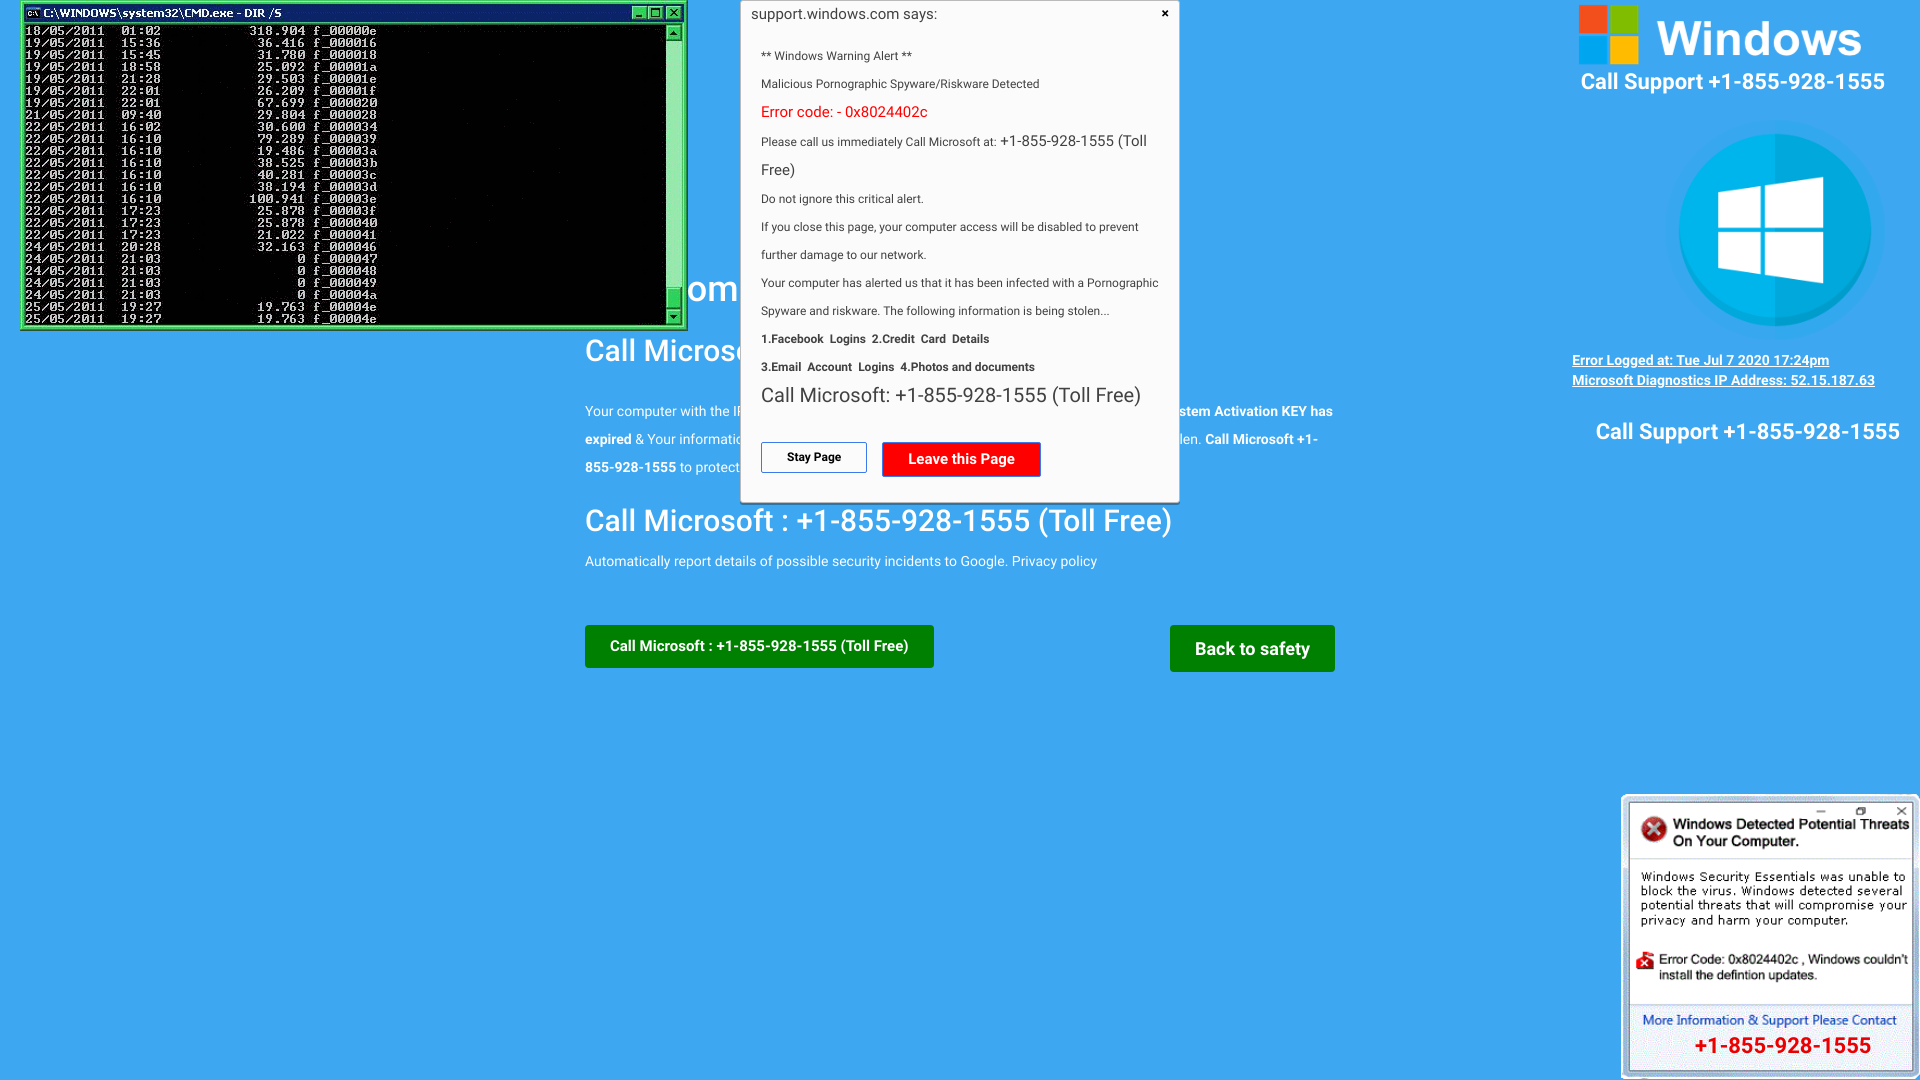 C:\WINDOWS\system32\CMD.exe - DIR /S
18/05/2011 01:02 318.904 f_00000e
19/05/2011 15:36 36.416 f_000016
19/05/2011 15:45 31.780 f_000018
19/05/2011 18:58 25.092 f_00001a
19/05/2011 21:28 29.503 f_00001e
19/05/2011 22:01 26.209 f_00001f
19/05/2011 22:01 67.699 f_000020
21/05/2011 09:40 29.804 f_000028
22/05/2011 16:02 30.600 f_000034
22/05/2011 16:10 79.289 f_000039
22/05/2011 16:10 19.486 f_00003a
22/05/2011 16:10 38.525 f_00003b
22/05/2011 16:10 40.281 f_00003c
22/05/2011 16:10 38.194 f_00003d
22/05/2011 16:10 100.941 f_00003e
22/05/2011 17:23 25.878 f_00003f
22/05/2011 17:23 25.878 f_000040
22/05/2011 17:23 21.022 f_000041
24/05/2011 20:28 32.163 f_000046
24/05/2011 21:03 0 f_000047
24/05/2011 21:03 0 f_000048
24/05/2011 21:03 0 f_000049
24/05/2011 21:03 0 f_00004a
25/05/2011 19:27 19.763 f_00004e
25/05/2011 19:27 19.763 f_00004e
support.windows.com says:
** Windows Warning Alert **
Malicious Pornographic Spyware/Riskware Detected
Error code: - 0x8024402c
Please call us immediately Call Microsoft at: +1-855-928-1555 (Toll
Free)
Do not ignore this critical alert.
If you close this page, your computer access will be disabled to prevent
further damage to our network.
Your computer has alerted us that it has been infected with a Pornographic
Spyware and riskware. The following information is being stolen...
1.Facebook Logins 2.Credit Card Details
3.Email Account Logins 4.Photos and documents
Call Microsoft: +1-855-928-1555 (Toll Free)
Stay Page
Leave this Page
om
Call Micros
Your computer with the stem Activation KEY has
expired & Your len. Call Microsoft +1-
855-928-1555 to protect
Call Microsoft : +1-855-928-1555 (Toll Free)
Automatically report details of possible security incidents to Google. Privacy policy
Call Microsoft : +1-855-928-1555 (Toll Free)
Back to safety
Windows
Call Support +1-855-928-1555
Error Logged at: Tue Jul 7 2020 17:24pm
Microsoft Diagnostics IP Address: 52.15.187.63
Call Support +1-855-928-1555
Windows Detected Potential Threats
On Your Computer.
Windows Security Essentials was unable to
block the virus. Windows detected several
potential threats that will compromise your
privacy and harm your computer.
Error Code: 0x8024402c , Windows couldn't
install the defintion updates.
More Information & Support Please Contact
+1-855-928-1555